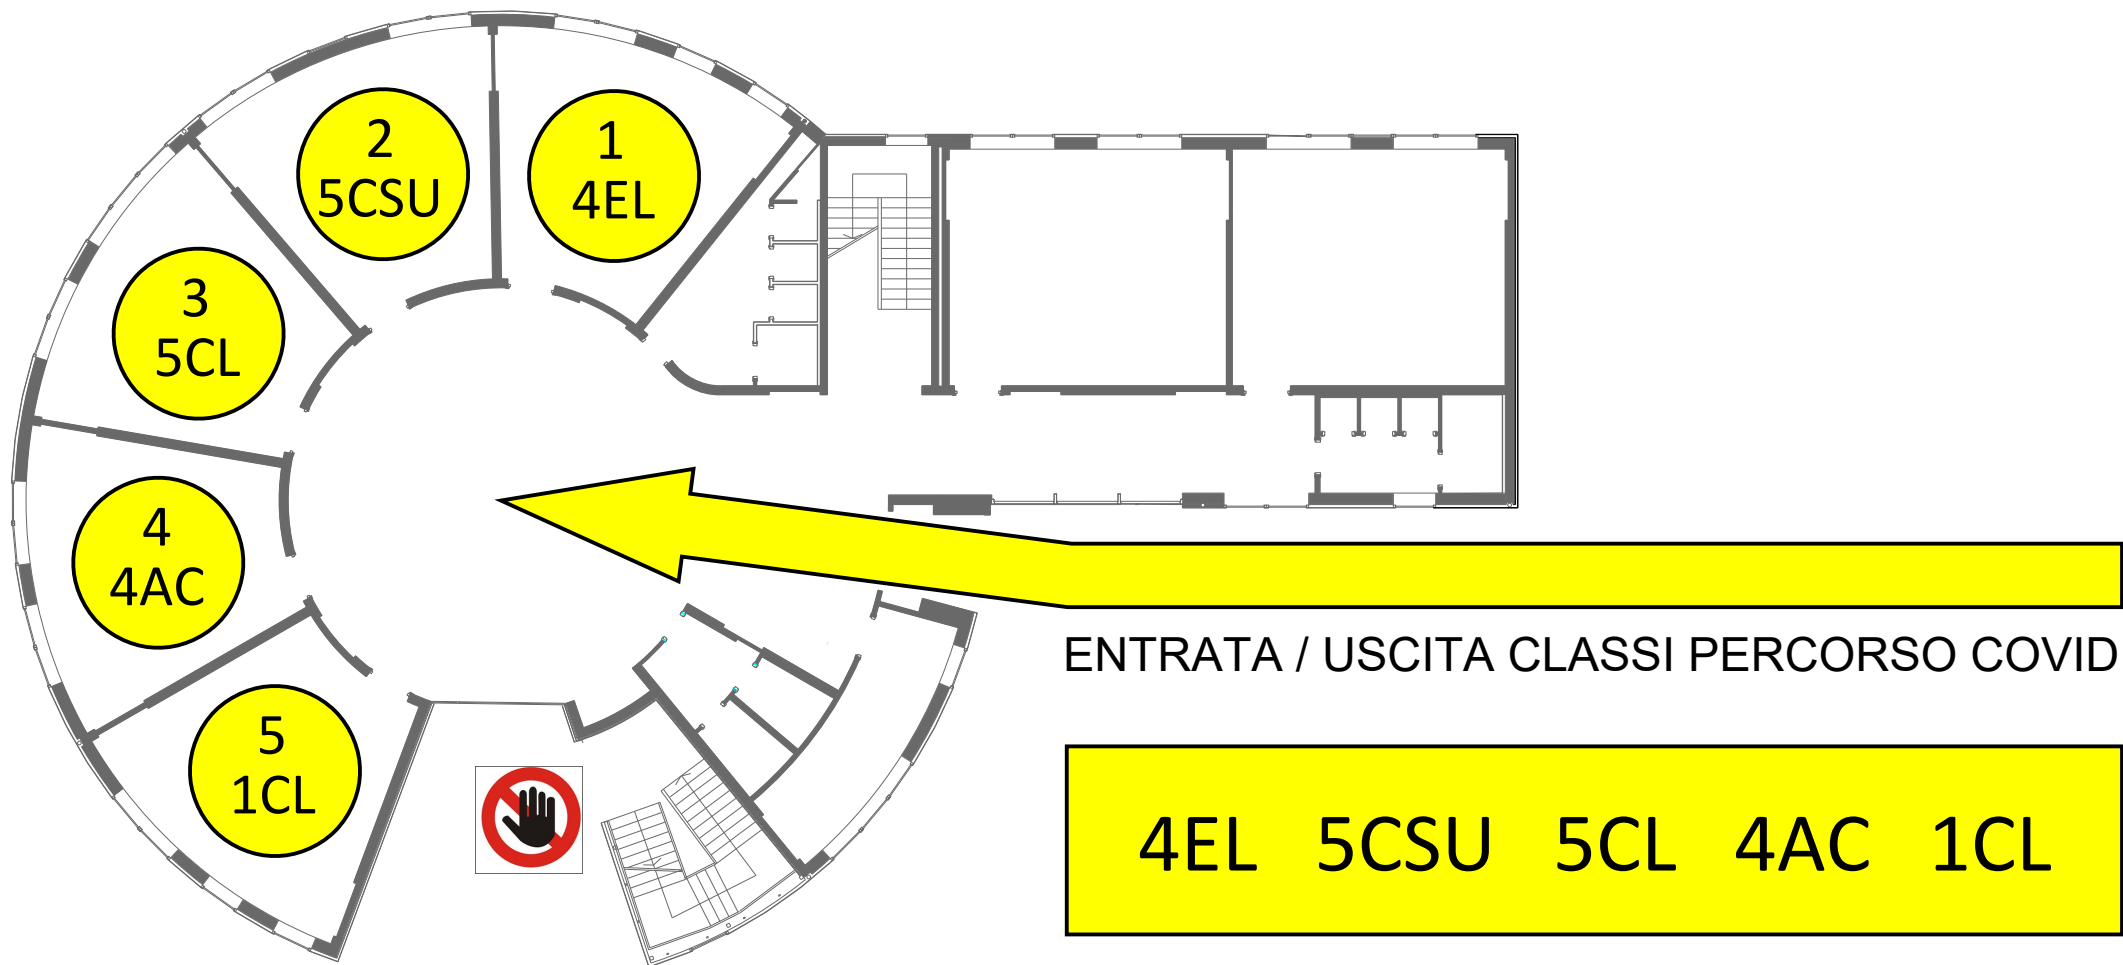 1
4EL
2
5CSU
3
5CL
4
4AC
5
1CL
ENTRATA / USCITA CLASSI PERCORSO COVID
4EL 5CSU 5CL 4AC 1CL